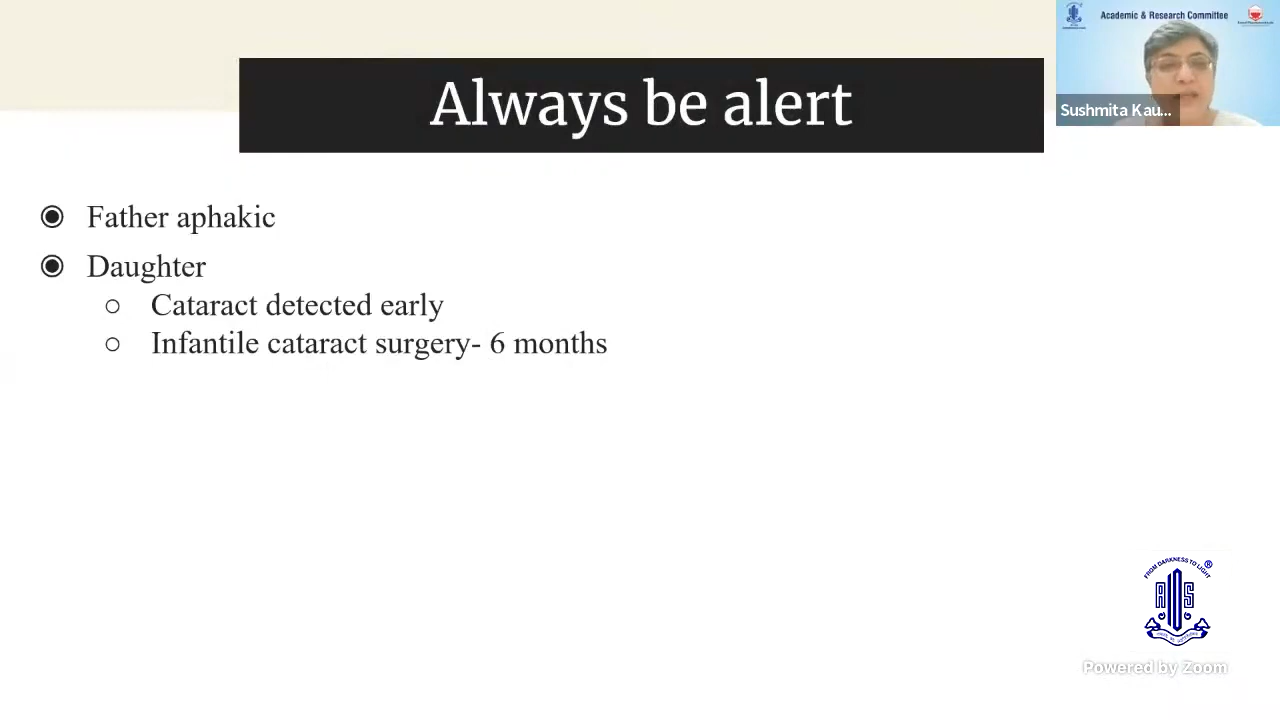 Academic & Research Committee
Always be alert
Sushmita Kau...
Father aphakic
Daughter
Cataract detected early
Infantile cataract surgery- 6 months
FROM DARKNESS TO LIGHT ®
AIOS
Powered by Zoom